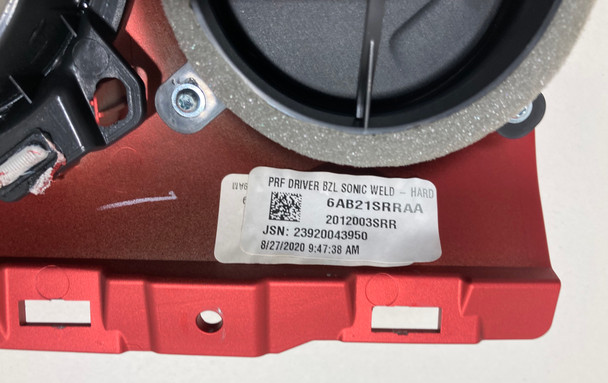 PRF DRIVER BZL SONIC WELD - HARD
6AB21SRRAA
2012003SRR
JSN: 23920043950
8/27/2020 9:47:38 AM